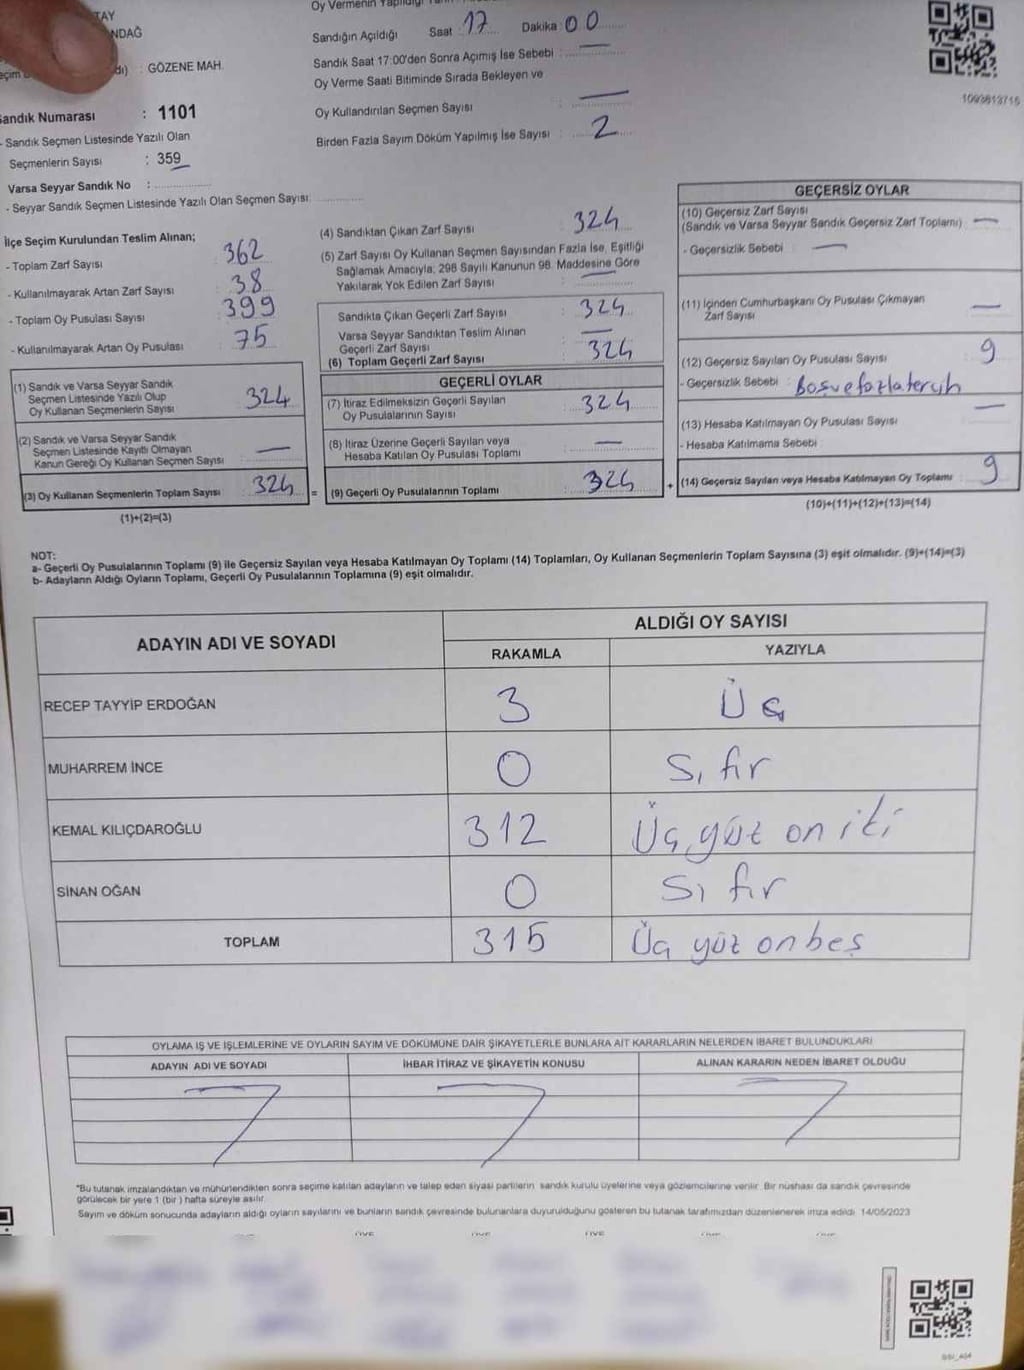 TAY
NDAĞ
: GÖZENE MAH.
Sandık Numarası : 1101
- Sandık Seçmen Listesinde Yazılı Olan
Seçmenlerin Sayısı : 359
Varsa Seyyar Sandık No :
- Seyyar Sandık Seçmen Listesinde Yazılı Olan Seçmen Sayısı:
Oy Vermenin Yapıldığı
Sandığın Açıldığı Saat : 17 Dakika : 00
Sandık Saat 17:00'den Sonra Açımış İse Sebebi : —
Oy Verme Saati Bitiminde Sırada Bekleyen ve
Oy Kullandırılan Seçmen Sayısı : —
Birden Fazla Sayım Döküm Yapılmış İse Sayısı : 2
1093613715
İlçe Seçim Kurulundan Teslim Alınan;
- Toplam Zarf Sayısı : 362
- Kullanılmayarak Artan Zarf Sayısı : 38
- Toplam Oy Pusulası Sayısı : 399
- Kullanılmayarak Artan Oy Pusulası : 75
(1) Sandık ve Varsa Seyyar Sandık
Seçmen Listesinde Yazılı Olup
Oy Kullanan Seçmenlerin Sayısı : 324
(2) Sandık ve Varsa Seyyar Sandık
Seçmen Listesinde Kayıtlı Olmayan
Kanun Gereği Oy Kullanan Seçmen Sayısı : —
(3) Oy Kullanan Seçmenlerin Toplam Sayısı : 324 =
(1)+(2)=(3)
(4) Sandıktan Çıkan Zarf Sayısı : 324
(5) Zarf Sayısı Oy Kullanan Seçmen Sayısından Fazla İse, Eşitliği
Sağlamak Amacıyla, 298 Sayılı Kanunun 98. Maddesine Göre
Yakılarak Yok Edilen Zarf Sayısı : —
Sandıkta Çıkan Geçerli Zarf Sayısı : 324
Varsa Seyyar Sandıktan Teslim Alınan
Geçerli Zarf Sayısı : —
(6) Toplam Geçerli Zarf Sayısı : 324
GEÇERLİ OYLAR
(7) İtiraz Edilmeksizin Geçerli Sayılan
Oy Pusulalarının Sayısı : 324
(8) İtiraz Üzerine Geçerli Sayılan veya
Hesaba Katılan Oy Pusulası Toplamı : —
(9) Geçerli Oy Pusulalarının Toplamı : 324 +
GEÇERSİZ OYLAR
(10) Geçersiz Zarf Sayısı
(Sandık ve Varsa Seyyar Sandık Geçersiz Zarf Toplamı) —
- Geçersizlik Sebebi : —
(11) İçinden Cumhurbaşkanı Oy Pusulası Çıkmayan
Zarf Sayısı : —
(12) Geçersiz Sayılan Oy Pusulası Sayısı : 9
- Geçersizlik Sebebi : Boş ve fazla tercih
(13) Hesaba Katılmayan Oy Pusulası Sayısı : —
- Hesaba Katılmama Sebebi :
(14) Geçersiz Sayılan veya Hesaba Katılmayan Oy Toplamı : 9
(10)+(11)+(12)+(13)=(14)
NOT:
a- Geçerli Oy Pusulalarının Toplamı (9) ile Geçersiz Sayılan veya Hesaba Katılmayan Oy Toplamı (14) Toplamları, Oy Kullanan Seçmenlerin Toplam Sayısına (3) eşit olmalıdır. (9)+(14)=(3)
b- Adayların Aldığı Oyların Toplamı, Geçerli Oy Pusulalarının Toplamına (9) eşit olmalıdır.
ADAYIN ADI VE SOYADI
ALDIĞI OY SAYISI
RAKAMLA YAZIYLA
RECEP TAYYİP ERDOĞAN 3 Üç
MUHARREM İNCE 0 Sıfır
KEMAL KILIÇDAROĞLU 312 Üç yüz on iki
SİNAN OĞAN 0 Sıfır
TOPLAM 315 Üç yüz on beş
OYLAMA İŞ VE İŞLEMLERİNE VE OYLARIN SAYIM VE DÖKÜMÜNE DAİR ŞİKAYETLERLE BUNLARA AİT KARARLARIN NELERDEN İBARET BULUNDUKLARI
ADAYIN ADI VE SOYADI İHBAR İTİRAZ VE ŞİKAYETİN KONUSU ALINAN KARARIN NEDEN İBARET OLDUĞU
"Bu tutanak imzalandıktan ve mühürlendikten sonra seçime katılan adayların ve talep eden siyasi partilerin sandık kurulu üyelerine veya gözlemcilerine verilir. Bir nüshası da sandık çevresinde
görülecek bir yere 1 (bir) hafta süreyle asılır.
Sayım ve döküm sonucunda adayların aldığı oyların sayılarını ve bunların sandık çevresinde bulunanlara duyurulduğunu gösteren bu tutanak tarafımızdan düzenlenerek imza edildi. 14/05/2023